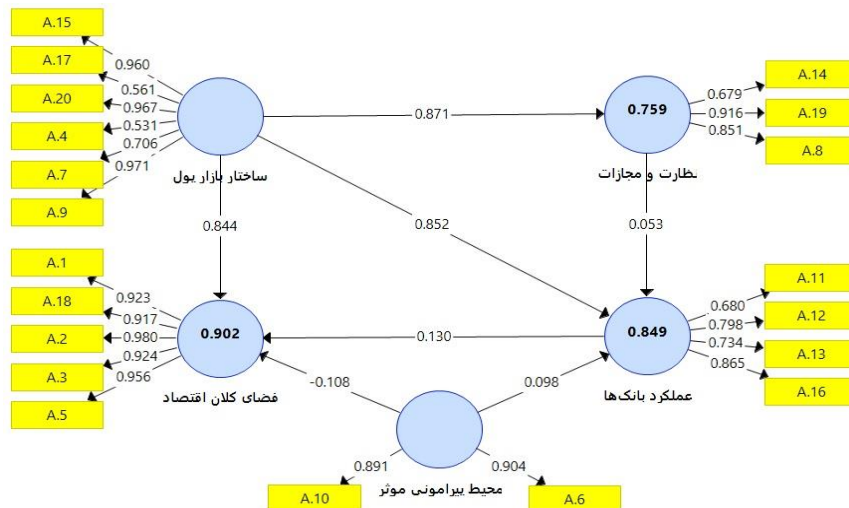 A.15
A.17
A.20
A.4
A.7
A.9
0.960
0.561
0.967
0.531
0.706
0.971
ساختار بازار پول
0.871
0.759
نظارت و مجازات
0.679
0.916
0.851
A.14
A.19
A.8
0.844
0.852
0.053
A.1
A.18
A.2
A.3
A.5
0.923
0.917
0.980
0.924
0.956
0.902
فضای کلان اقتصاد
0.130
0.849
عملکرد بانک‌ها
0.680
0.798
0.734
0.865
A.11
A.12
A.13
A.16
-0.108
0.098
محیط پیرامونی موثر
0.891
0.904
A.10
A.6